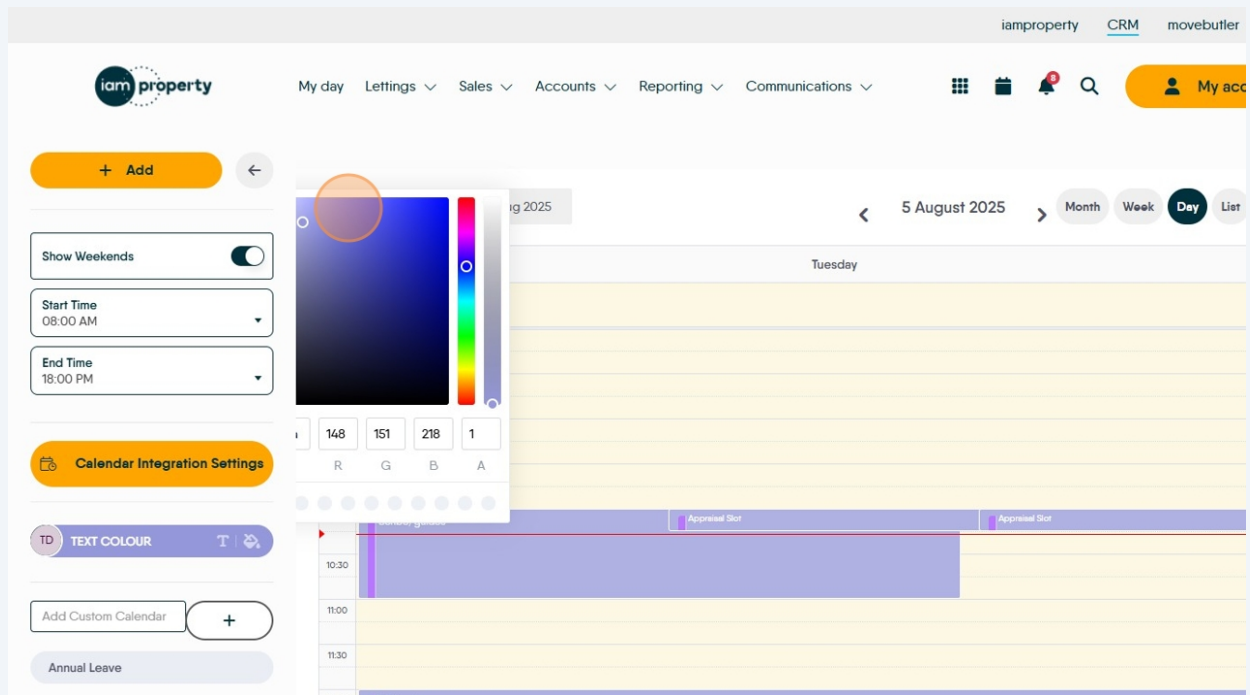 iamproperty CRM movebutler
iam property My day Lettings Sales Accounts Reporting Communications 8 My acc
+ Add
g 2025 5 August 2025 Month Week Day List
Show Weekends
Tuesday
Start Time
08:00 AM
End Time
18:00 PM
148 151 218 1
R G B A
Calendar Integration Settings
Appraisal Slot Appraisal Slot
TD TEXT COLOUR T
10:30
Add Custom Calendar +
11:00
Annual Leave
11:30